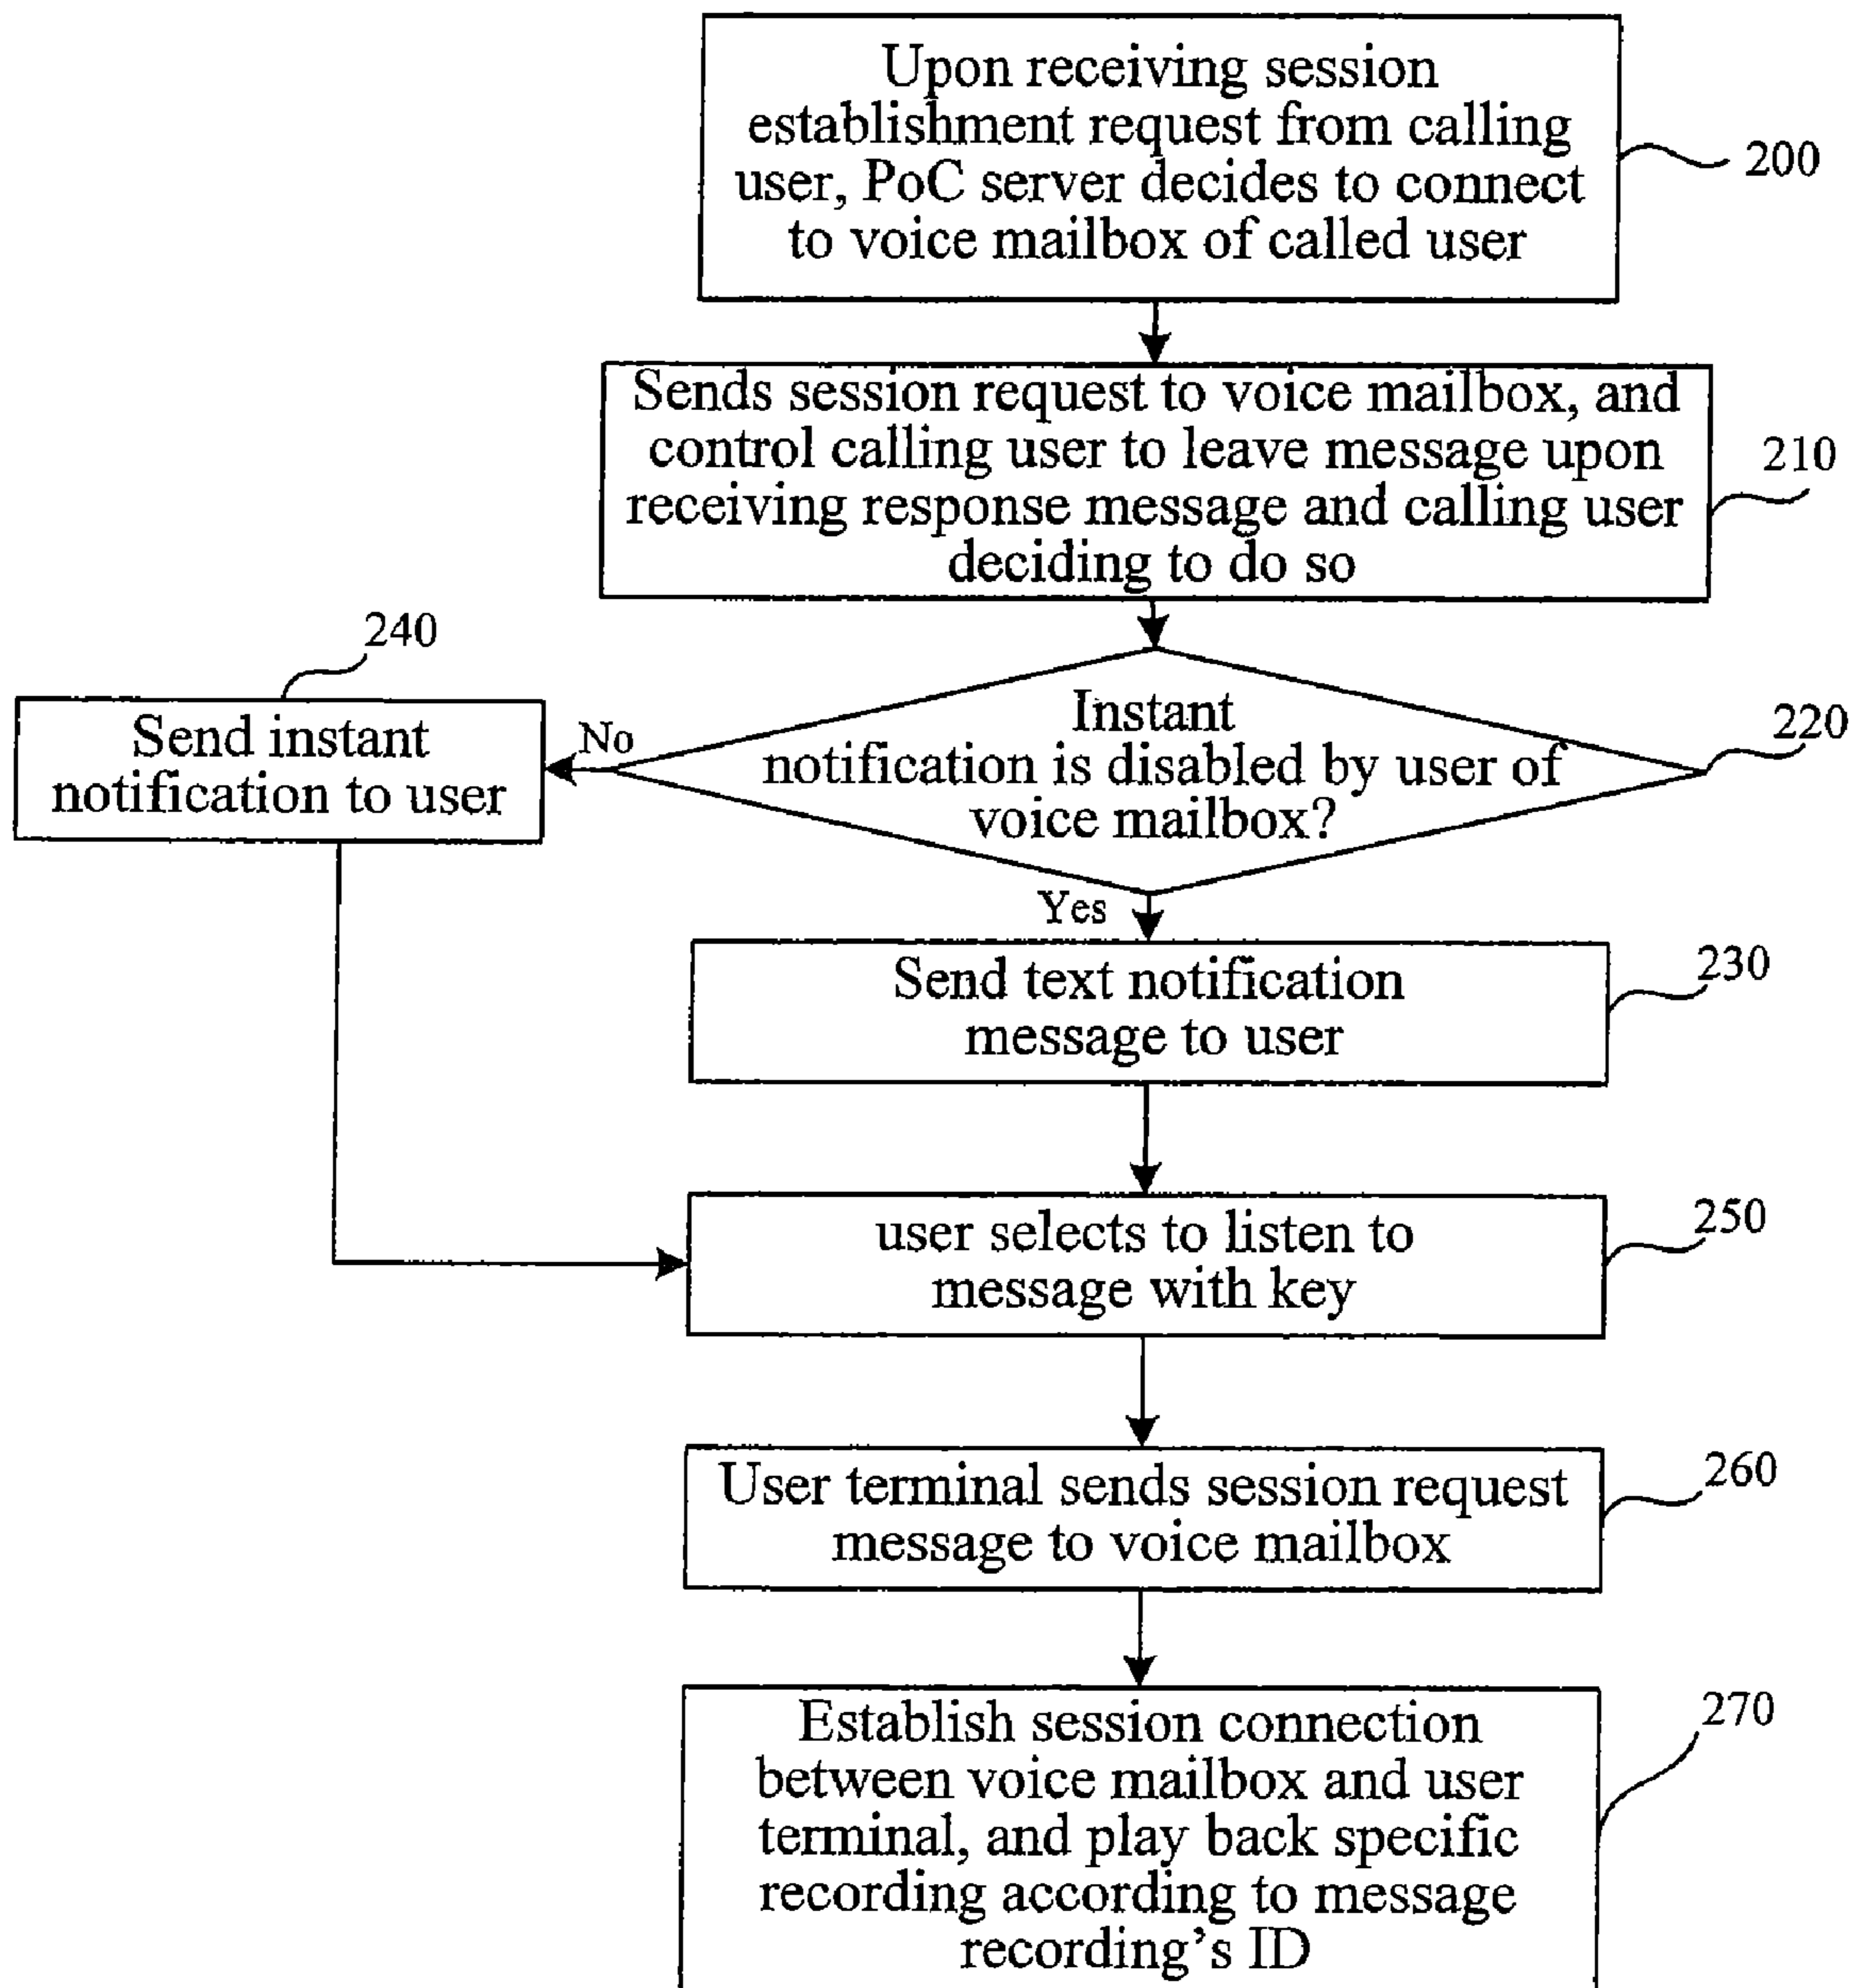 Upon receiving session
establishment request from calling
user, PoC server decides to connect
to voice mailbox of called user
200
Sends session request to voice mailbox, and
control calling user to leave message upon
receiving response message and calling user
deciding to do so
210
240
Send instant
notification to user
No
Instant
notification is disabled by user of
voice mailbox?
220
Yes
Send text notification
message to user
230
user selects to listen to
message with key
250
User terminal sends session request
message to voice mailbox
260
Establish session connection
between voice mailbox and user
terminal, and play back specific
recording according to message
recording's ID
270